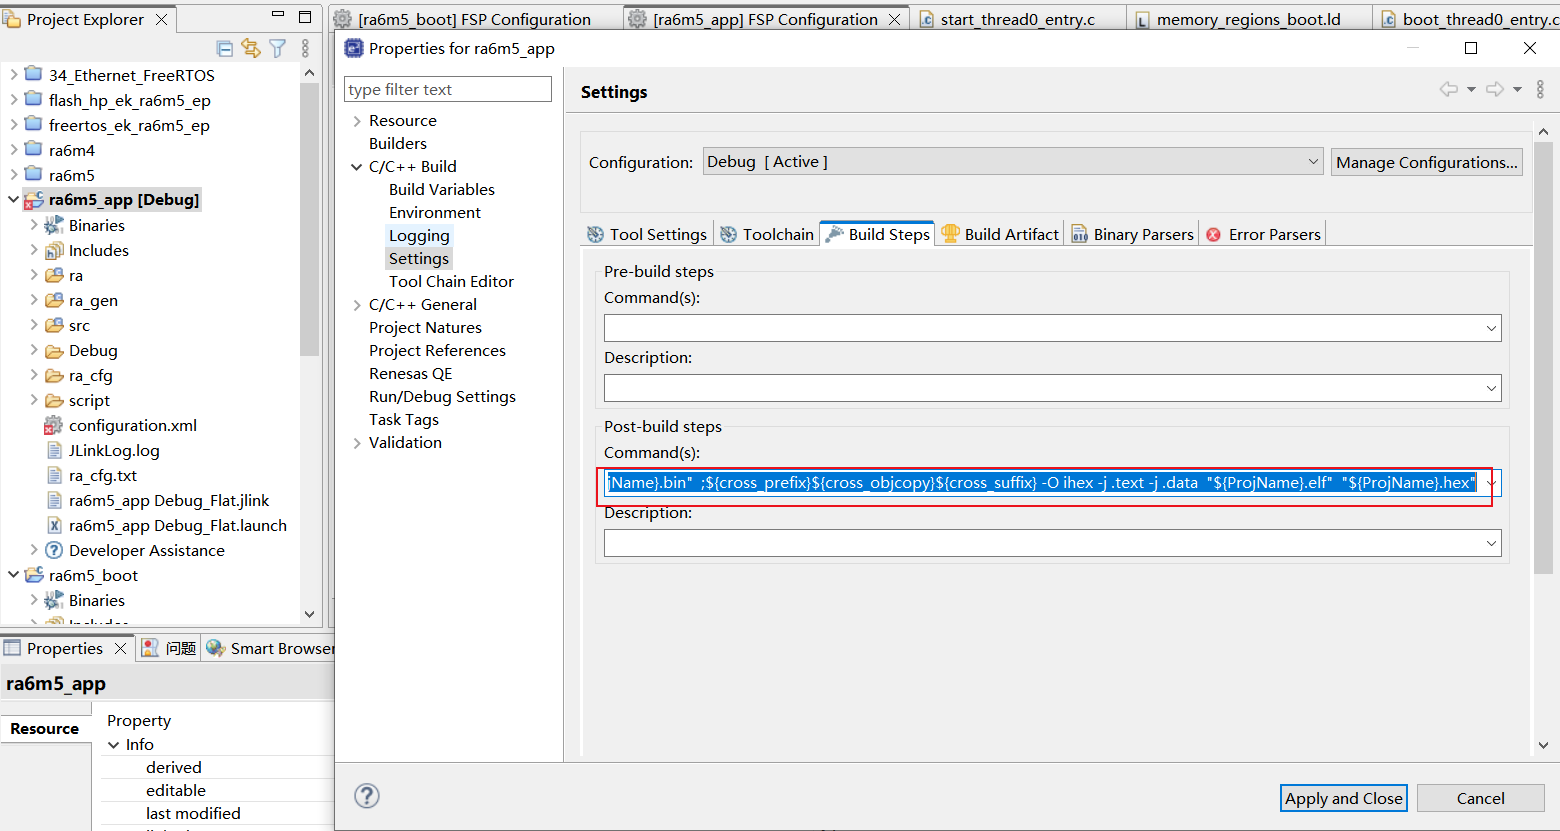 Project Explorer
[ra6m5_boot] FSP Configuration
[ra6m5_app] FSP Configuration
start_thread0_entry.c
memory_regions_boot.ld
boot_thread0_entry.c
34_Ethernet_FreeRTOS
flash_hp_ek_ra6m5_ep
freertos_ek_ra6m5_ep
ra6m4
ra6m5
ra6m5_app [Debug]
Binaries
Includes
ra
ra_gen
src
Debug
ra_cfg
script
configuration.xml
JLinkLog.log
ra_cfg.txt
ra6m5_app Debug_Flat.jlink
ra6m5_app Debug_Flat.launch
Developer Assistance
ra6m5_boot
Binaries
Properties
问题
Smart Browser
ra6m5_app
Resource
Property
Info
derived
editable
last modified
Properties for ra6m5_app
type filter text
Resource
Builders
C/C++ Build
Build Variables
Environment
Logging
Settings
Tool Chain Editor
C/C++ General
Project Natures
Project References
Renesas QE
Run/Debug Settings
Task Tags
Validation
Settings
Configuration:
Debug [ Active ]
Manage Configurations...
Tool Settings
Toolchain
Build Steps
Build Artifact
Binary Parsers
Error Parsers
Pre-build steps
Command(s):
Description:
Post-build steps
Command(s):
jName}.bin" ;${cross_prefix}${cross_objcopy}${cross_suffix} -O ihex -j .text -j .data "${ProjName}.elf" "${ProjName}.hex"
Description:
Apply and Close
Cancel